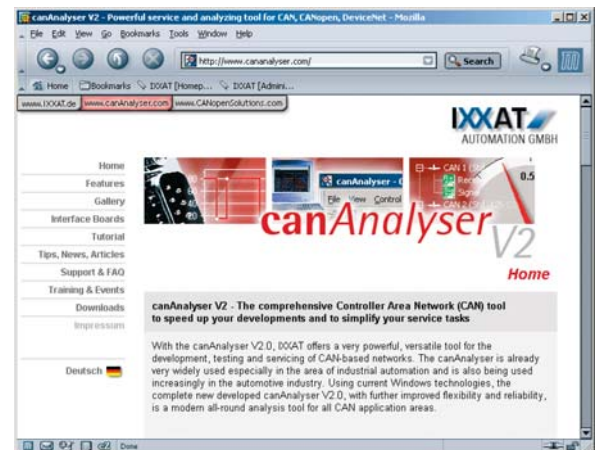 canAnalyser V2 - Powerful service and analyzing tool for CAN, CANopen, DeviceNet - Mozilla
File Edit View Go Bookmarks Tools Window Help
http://www.cananalyser.com/
Search
Home Bookmarks IXXAT [Homep... IXXAT [Admini...
www.IXXAT.de www.canAnalyser.com www.CANopenSolutions.com
IXXAT
AUTOMATION GMBH
Home
Features
Gallery
Interface Boards
Tutorial
Tips, News, Articles
Support & FAQ
Training & Events
Downloads
Impressum
Deutsch
canAnalyser - C
File View Control
CAN 1
CAN 2
0.5
canAnalyser
V2
Home
canAnalyser V2 - The comprehensive Controller Area Network (CAN) tool
to speed up your developments and to simplify your service tasks
With the canAnalyser V2.0, IXXAT offers a very powerful, versatile tool for the
development, testing and servicing of CAN-based networks. The canAnalyser is already
very widely used especially in the area of industrial automation and is also being used
increasingly in the automotive industry. Using current Windows technologies, the
complete new developed canAnalyser V2.0, with further improved flexibility and reliability,
is a modern all-round analysis tool for all CAN application areas.
Done